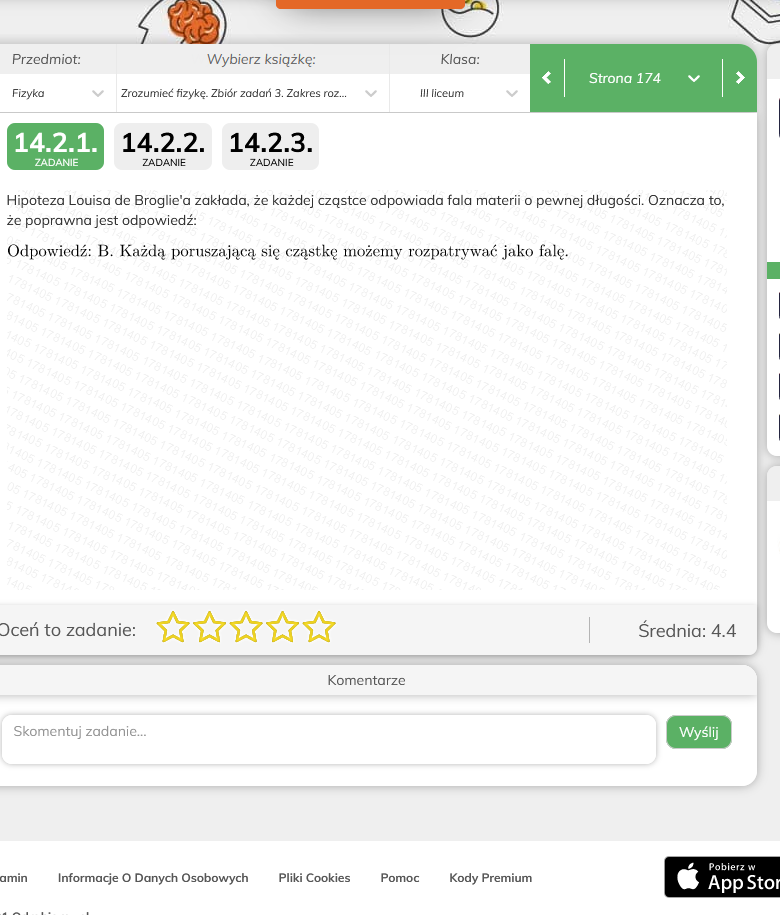 Przedmiot:
Wybierz książkę:
Klasa:
Fizyka
Zrozumieć fizykę. Zbiór zadań 3. Zakres roz...
III liceum
Strona 174
14.2.1.
ZADANIE
14.2.2.
ZADANIE
14.2.3.
ZADANIE
Hipoteza Louisa de Broglie'a zakłada, że każdej cząstce odpowiada fala materii o pewnej długości. Oznacza to,
że poprawna jest odpowiedź:
Odpowiedź: B. Każdą poruszającą się cząstkę możemy rozpatrywać jako falę.
Oceń to zadanie:
Średnia: 4.4
Komentarze
Skomentuj zadanie...
Wyślij
amin
Informacje O Danych Osobowych
Pliki Cookies
Pomoc
Kody Premium
Pobierz w
App Stor